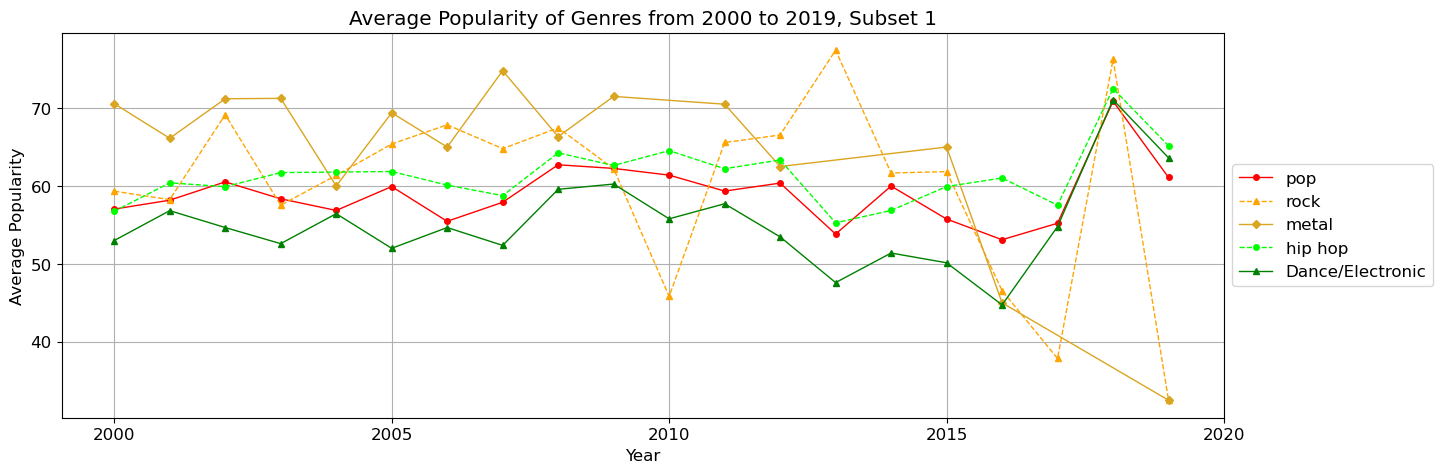 Average Popularity of Genres from 2000 to 2019, Subset 1
Average Popularity
70
60
50
40
2000
2005
2010
2015
2020
Year
pop
rock
metal
hip hop
Dance/Electronic